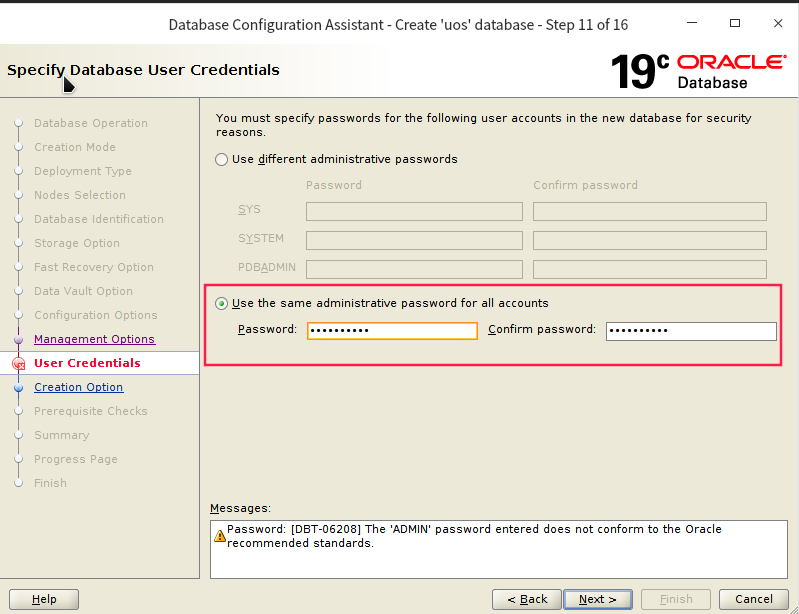 Database Configuration Assistant - Create 'uos' database - Step 11 of 16
Specify Database User Credentials
19c ORACLE
Database
Database Operation
Creation Mode
Deployment Type
Nodes Selection
Database Identification
Storage Option
Fast Recovery Option
Data Vault Option
Configuration Options
Management Options
User Credentials
Creation Option
Prerequisite Checks
Summary
Progress Page
Finish
You must specify passwords for the following user accounts in the new database for security
reasons.
Use different administrative passwords
Password Confirm password
SYS
SYSTEM
PDBADMIN
Use the same administrative password for all accounts
Password: •••••••••• Confirm password: ••••••••••
Messages:
Password: [DBT-06208] The 'ADMIN' password entered does not conform to the Oracle
recommended standards.
Help < Back Next > Finish Cancel